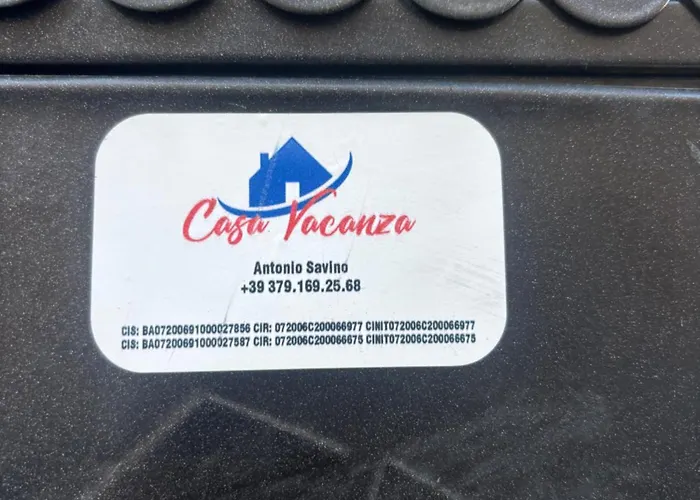 Casa Vacanza
Antonio Savino
+39 379.169.25.68
CIS: BA07200691000027856 CIR: 072006C200066977 CINIT072006C200066977
CIS: BA07200691000027587 CIR: 072006C200066675 CINIT072006C200066675